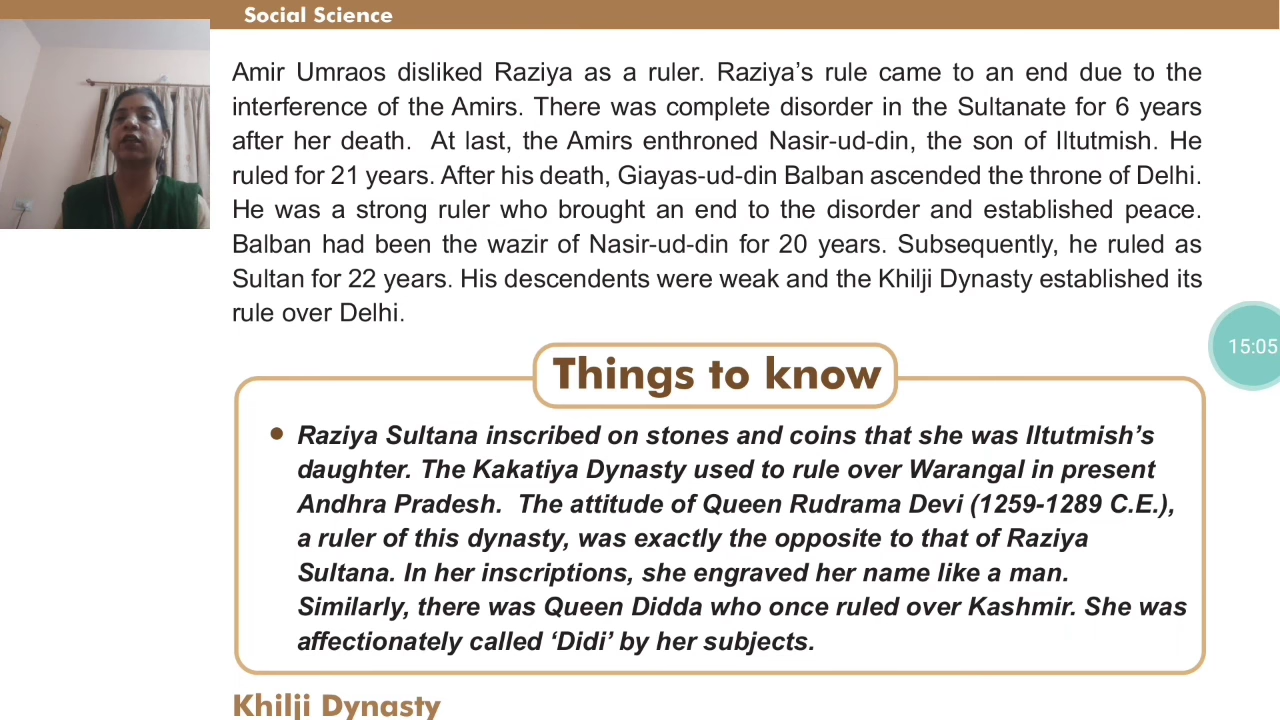 Social Science
Amir Umraos disliked Raziya as a ruler. Raziya's rule came to an end due to the
interference of the Amirs. There was complete disorder in the Sultanate for 6 years
after her death. At last, the Amirs enthroned Nasir-ud-din, the son of Iltutmish. He
ruled for 21 years. After his death, Giayas-ud-din Balban ascended the throne of Delhi.
He was a strong ruler who brought an end to the disorder and established peace.
Balban had been the wazir of Nasir-ud-din for 20 years. Subsequently, he ruled as
Sultan for 22 years. His descendents were weak and the Khilji Dynasty established its
rule over Delhi.
15:05
Things to know
• Raziya Sultana inscribed on stones and coins that she was Iltutmish's
daughter. The Kakatiya Dynasty used to rule over Warangal in present
Andhra Pradesh. The attitude of Queen Rudrama Devi (1259-1289 C.E.),
a ruler of this dynasty, was exactly the opposite to that of Raziya
Sultana. In her inscriptions, she engraved her name like a man.
Similarly, there was Queen Didda who once ruled over Kashmir. She was
affectionately called 'Didi' by her subjects.
Khilji Dynasty